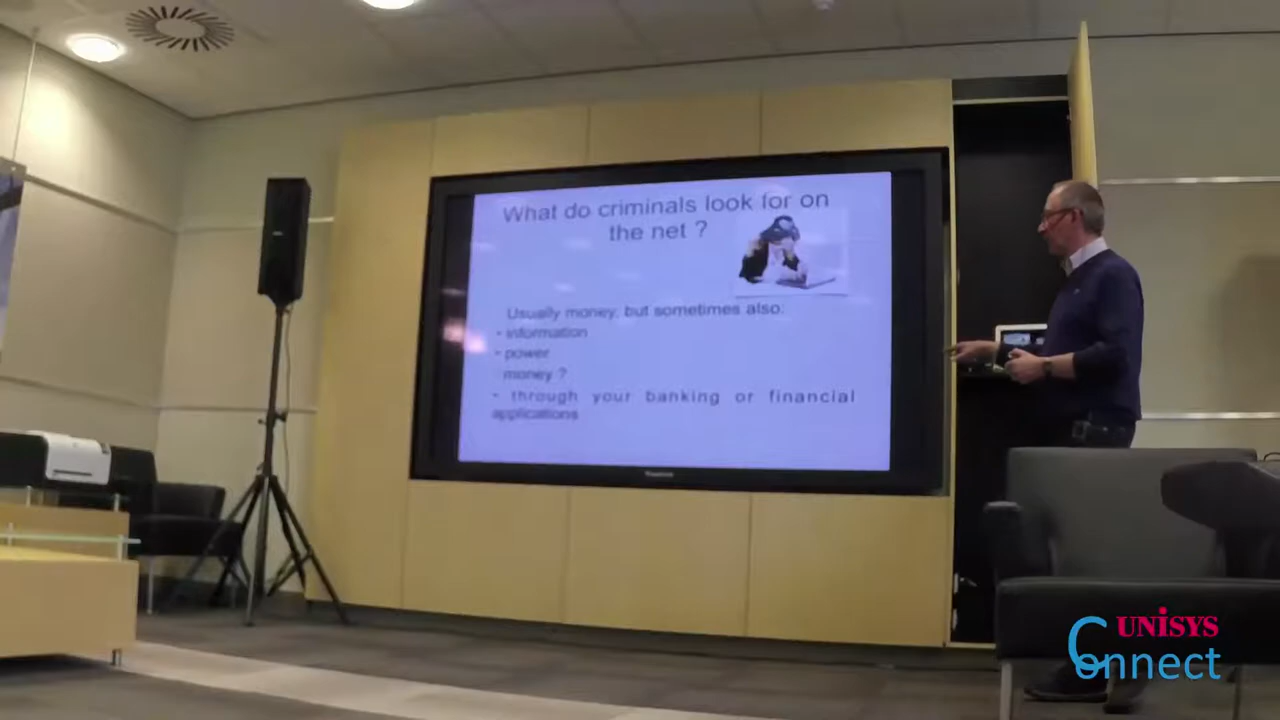 What do criminals look for on
the net ?
Usually money, but sometimes also:
- information
- power
money ?
- through your banking or financial
applications
UNiSYS
Connect